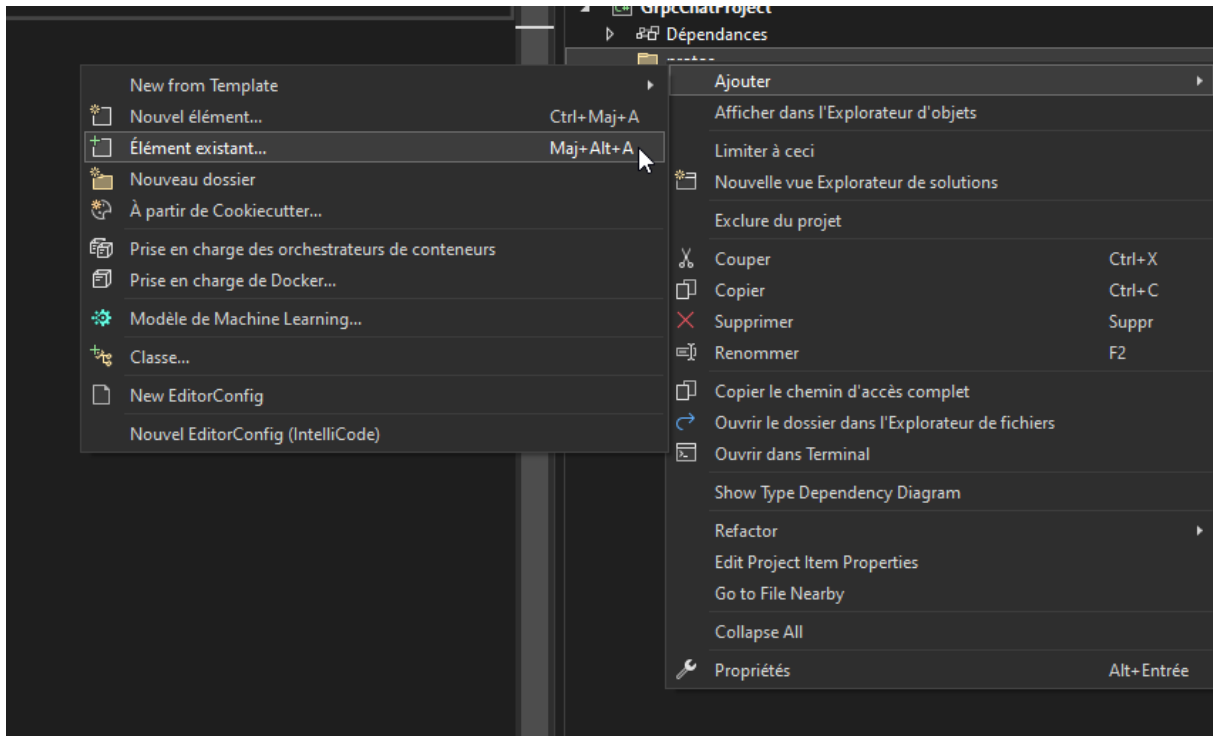 GrpcChatProject
Dépendances
protos
New from Template
Nouvel élément... Ctrl+Maj+A
Élément existant... Maj+Alt+A
Nouveau dossier
À partir de Cookiecutter...
Prise en charge des orchestrateurs de conteneurs
Prise en charge de Docker...
Modèle de Machine Learning...
Classe...
New EditorConfig
Nouvel EditorConfig (IntelliCode)
Ajouter
Afficher dans l'Explorateur d'objets
Limiter à ceci
Nouvelle vue Explorateur de solutions
Exclure du projet
Couper Ctrl+X
Copier Ctrl+C
Supprimer Suppr
Renommer F2
Copier le chemin d'accès complet
Ouvrir le dossier dans l'Explorateur de fichiers
Ouvrir dans Terminal
Show Type Dependency Diagram
Refactor
Edit Project Item Properties
Go to File Nearby
Collapse All
Propriétés Alt+Entrée